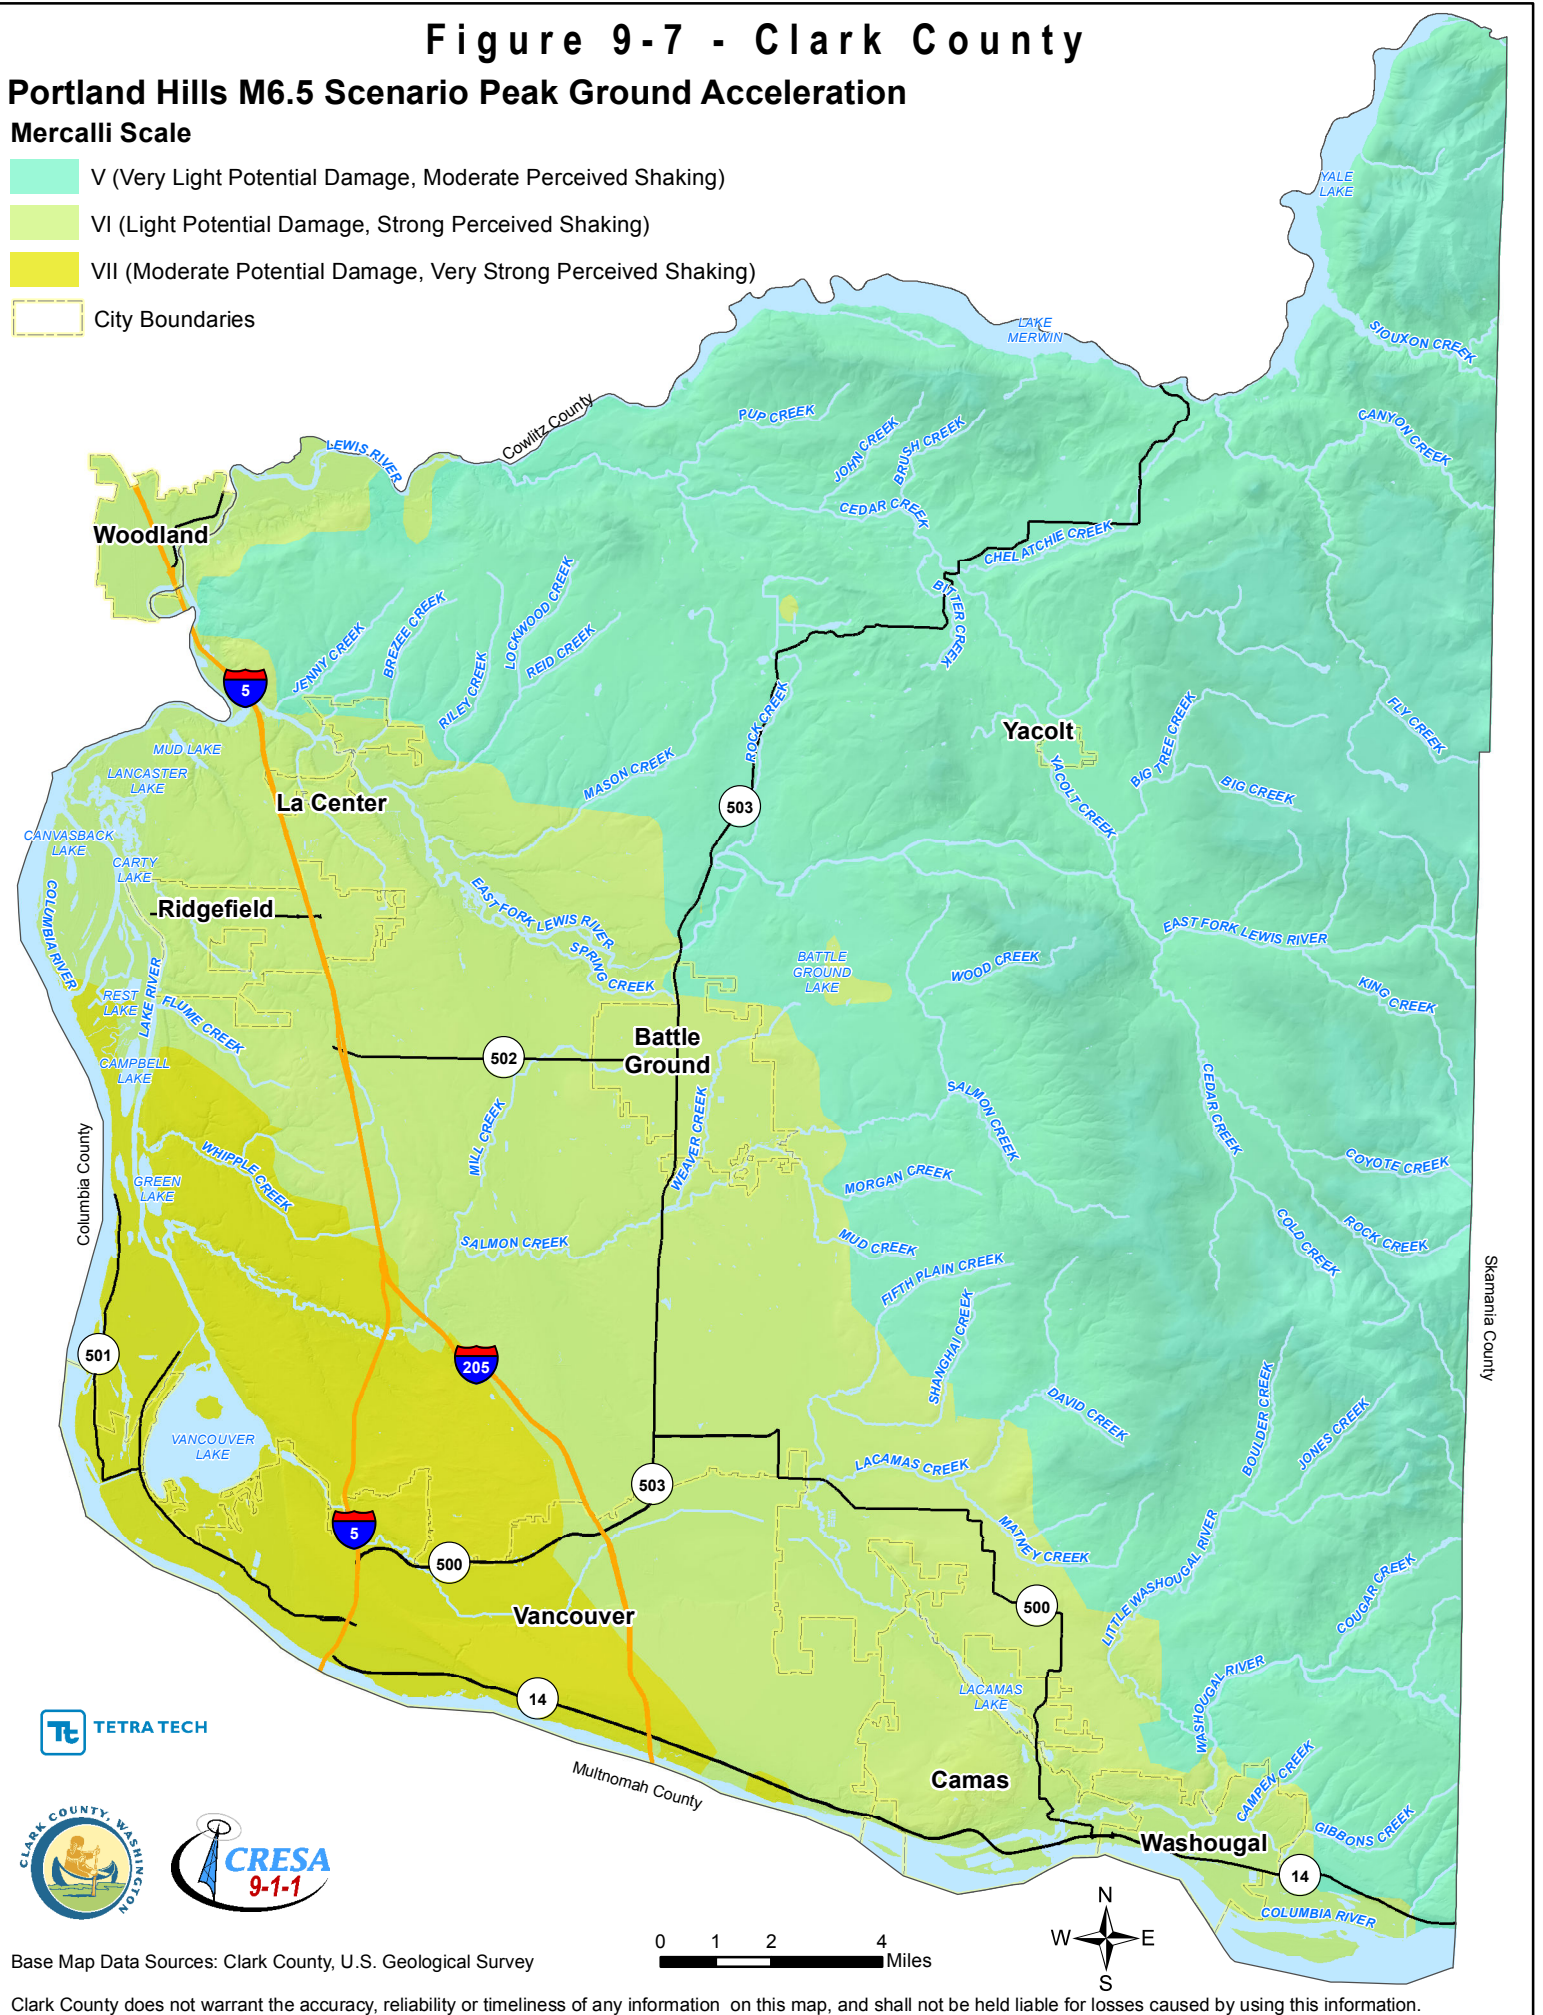 Figure 9-7 - Clark County
Portland Hills M6.5 Scenario Peak Ground Acceleration
Mercalli Scale
V (Very Light Potential Damage, Moderate Perceived Shaking)
VI (Light Potential Damage, Strong Perceived Shaking)
VII (Moderate Potential Damage, Very Strong Perceived Shaking)
City Boundaries
YALE
LAKE
LAKE
MERWIN
SIOUXON CREEK
CANYON CREEK
Cowlitz County
PUP CREEK
JOHN CREEK
BRUSH CREEK
LEWIS RIVER
CEDAR CREEK
Woodland
CHELATCHIE CREEK
BITTER CREEK
LOCKWOOD CREEK
BREZEE CREEK
JENNY CREEK
REID CREEK
RILEY CREEK
5
ROCK CREEK
Yacolt
BIG TREE CREEK
FLY CREEK
MUD LAKE
LANCASTER
LAKE
MASON CREEK
YACOLT CREEK
BIG CREEK
La Center
503
CANVASBACK
LAKE
CARTY
LAKE
COLUMBIA RIVER
Ridgefield
EAST FORK LEWIS RIVER
EAST FORK LEWIS RIVER
SPRING CREEK
BATTLE
GROUND
LAKE
WOOD CREEK
KING CREEK
REST
LAKE
LAKE RIVER
FLUME CREEK
Battle
Ground
502
CAMPBELL
LAKE
MILL CREEK
WEAVER CREEK
SALMON CREEK
CEDAR CREEK
Columbia County
WHIPPLE CREEK
GREEN
LAKE
MORGAN CREEK
COYOTE CREEK
SALMON CREEK
MUD CREEK
COLD CREEK
ROCK CREEK
FIFTH PLAIN CREEK
SHANGHAI CREEK
Skamania County
501
205
DAVID CREEK
BOULDER CREEK
JONES CREEK
VANCOUVER
LAKE
LACAMAS CREEK
503
5
500
MATNEY CREEK
LITTLE WASHOUGAL RIVER
COUGAR CREEK
500
Vancouver
WASHOUGAL RIVER
LACAMAS
LAKE
14
TETRA TECH
Tt
Multnomah County
Camas
CAMPEN CREEK
GIBBONS CREEK
Washougal
14
COLUMBIA RIVER
CLARK COUNTY, WASHINGTON
CRESA
9-1-1
N
W E
S
0 1 2 4
Miles
Base Map Data Sources: Clark County, U.S. Geological Survey
Clark County does not warrant the accuracy, reliability or timeliness of any information on this map, and shall not be held liable for losses caused by using this information.